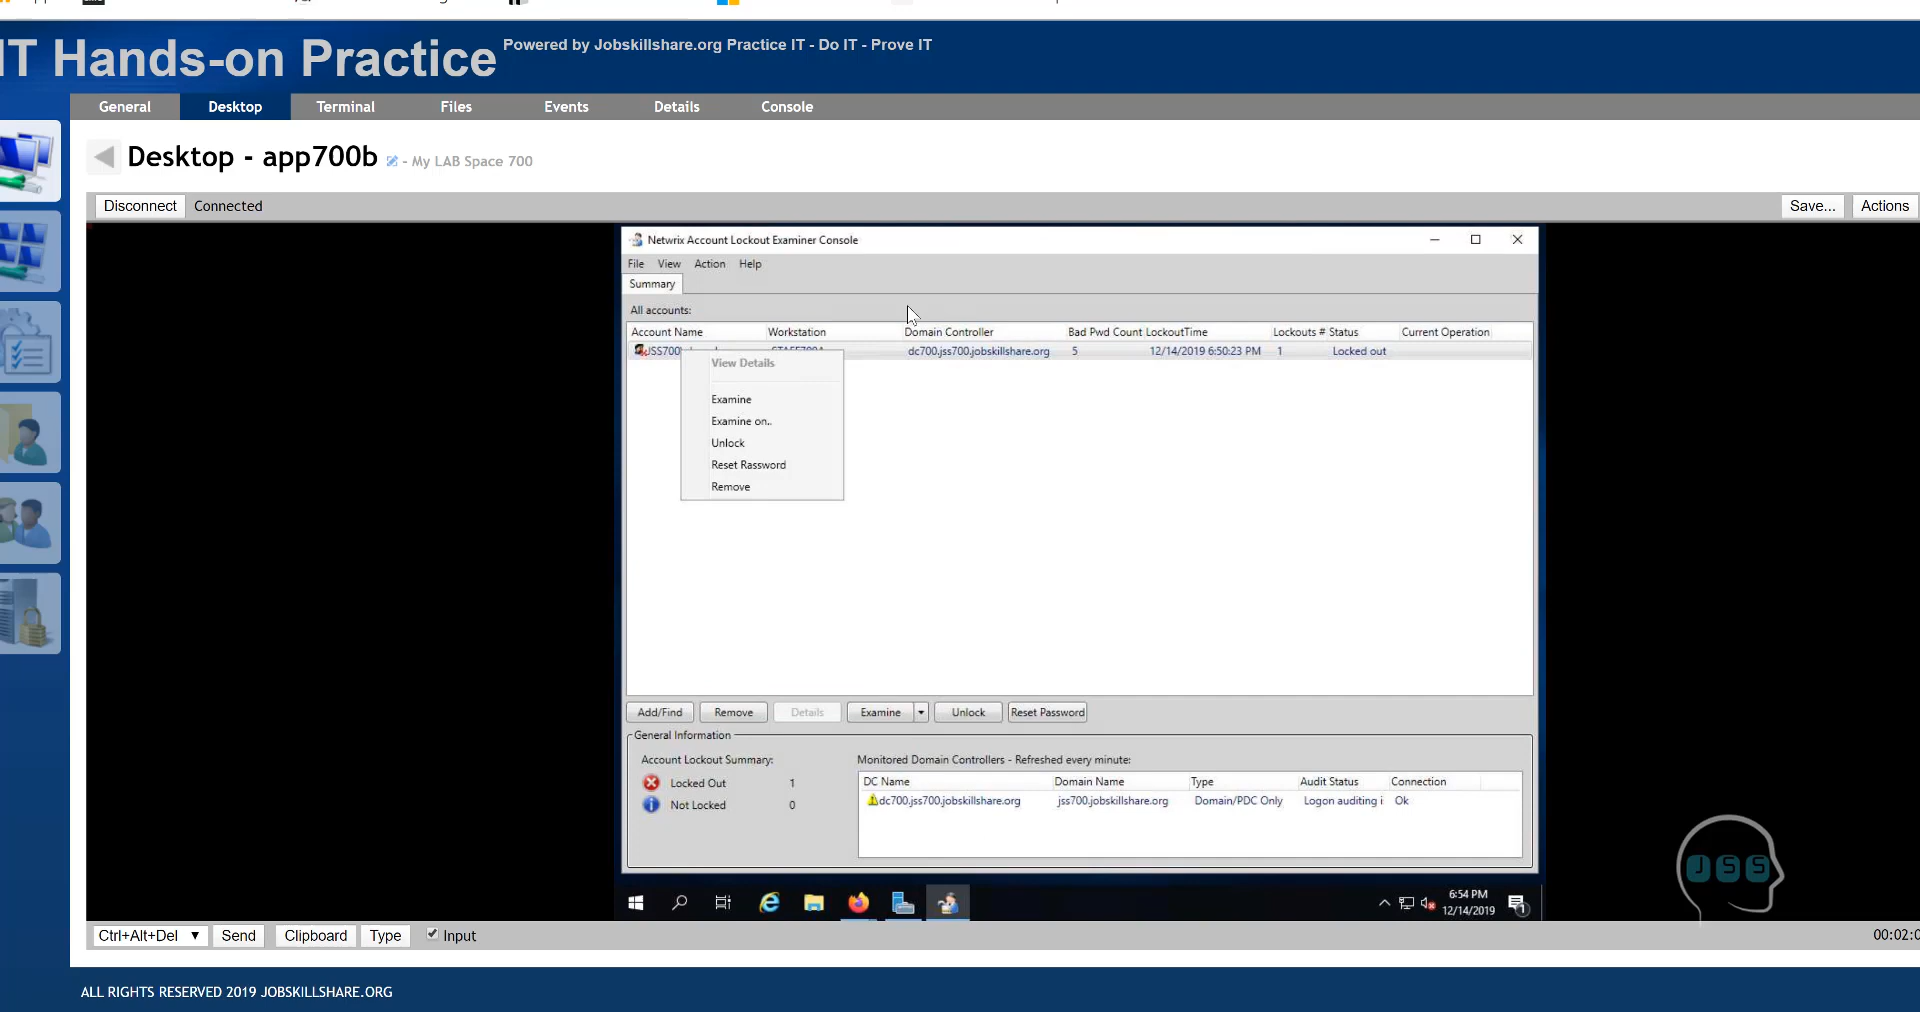 IT Hands-on Practice Powered by Jobskillshare.org Practice IT - Do IT - Prove IT
General Desktop Terminal Files Events Details Console
Desktop - app700b - My LAB Space 700
Disconnect Connected Save... Actions
Netwrix Account Lockout Examiner Console
File View Action Help
Summary
All accounts:
Account Name Workstation Domain Controller Bad Pwd Count LockoutTime Lockouts # Status Current Operation
JSS700\ dc700.jss700.jobskillshare.org 5 12/14/2019 6:50:23 PM 1 Locked out
View Details
Examine
Examine on..
Unlock
Reset Rassword
Remove
Add/Find Remove Details Examine Unlock Reset Password
General Information
Account Lockout Summary: Monitored Domain Controllers - Refreshed every minute:
Locked Out 1
Not Locked 0
DC Name Domain Name Type Audit Status Connection
dc700.jss700.jobskillshare.org jss700.jobskillshare.org Domain/PDC Only Logon auditing i Ok
JSS
6:54 PM
12/14/2019
1
Ctrl+Alt+Del Send Clipboard Type Input 00:02:0
ALL RIGHTS RESERVED 2019 JOBSKILLSHARE.ORG